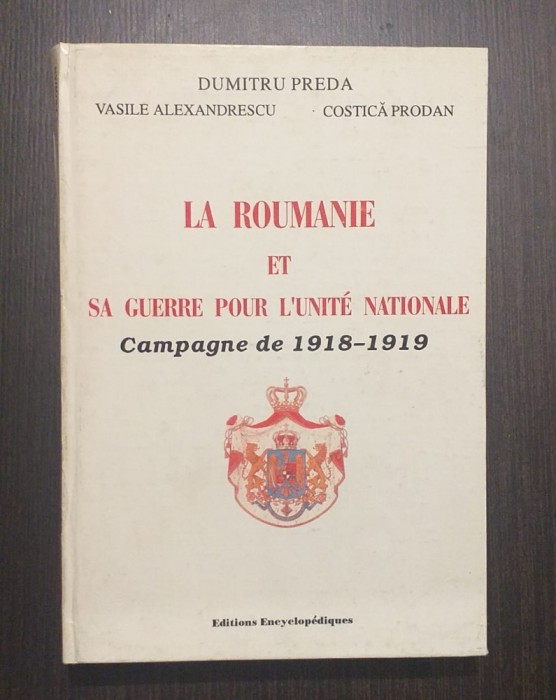 DUMITRU PREDA
VASILE ALEXANDRESCU COSTICĂ PRODAN
LA ROUMANIE
ET
SA GUERRE POUR L'UNITÉ NATIONALE
Campagne de 1918-1919
Editions Encyclopédiques